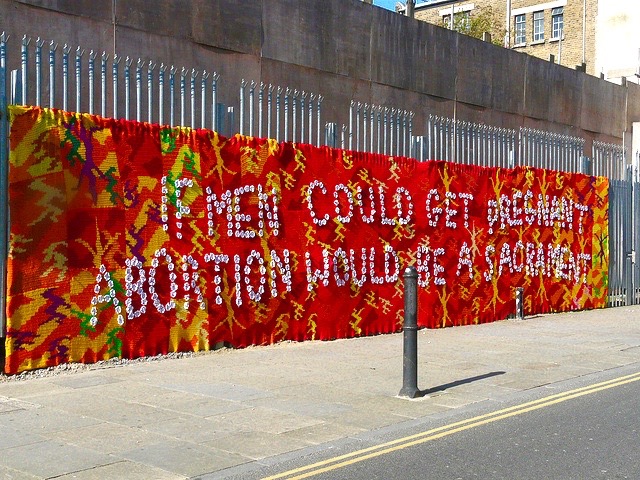 IF MEN COULD GET PREGNANT
ABORTION WOULD BE A SACRAMENT